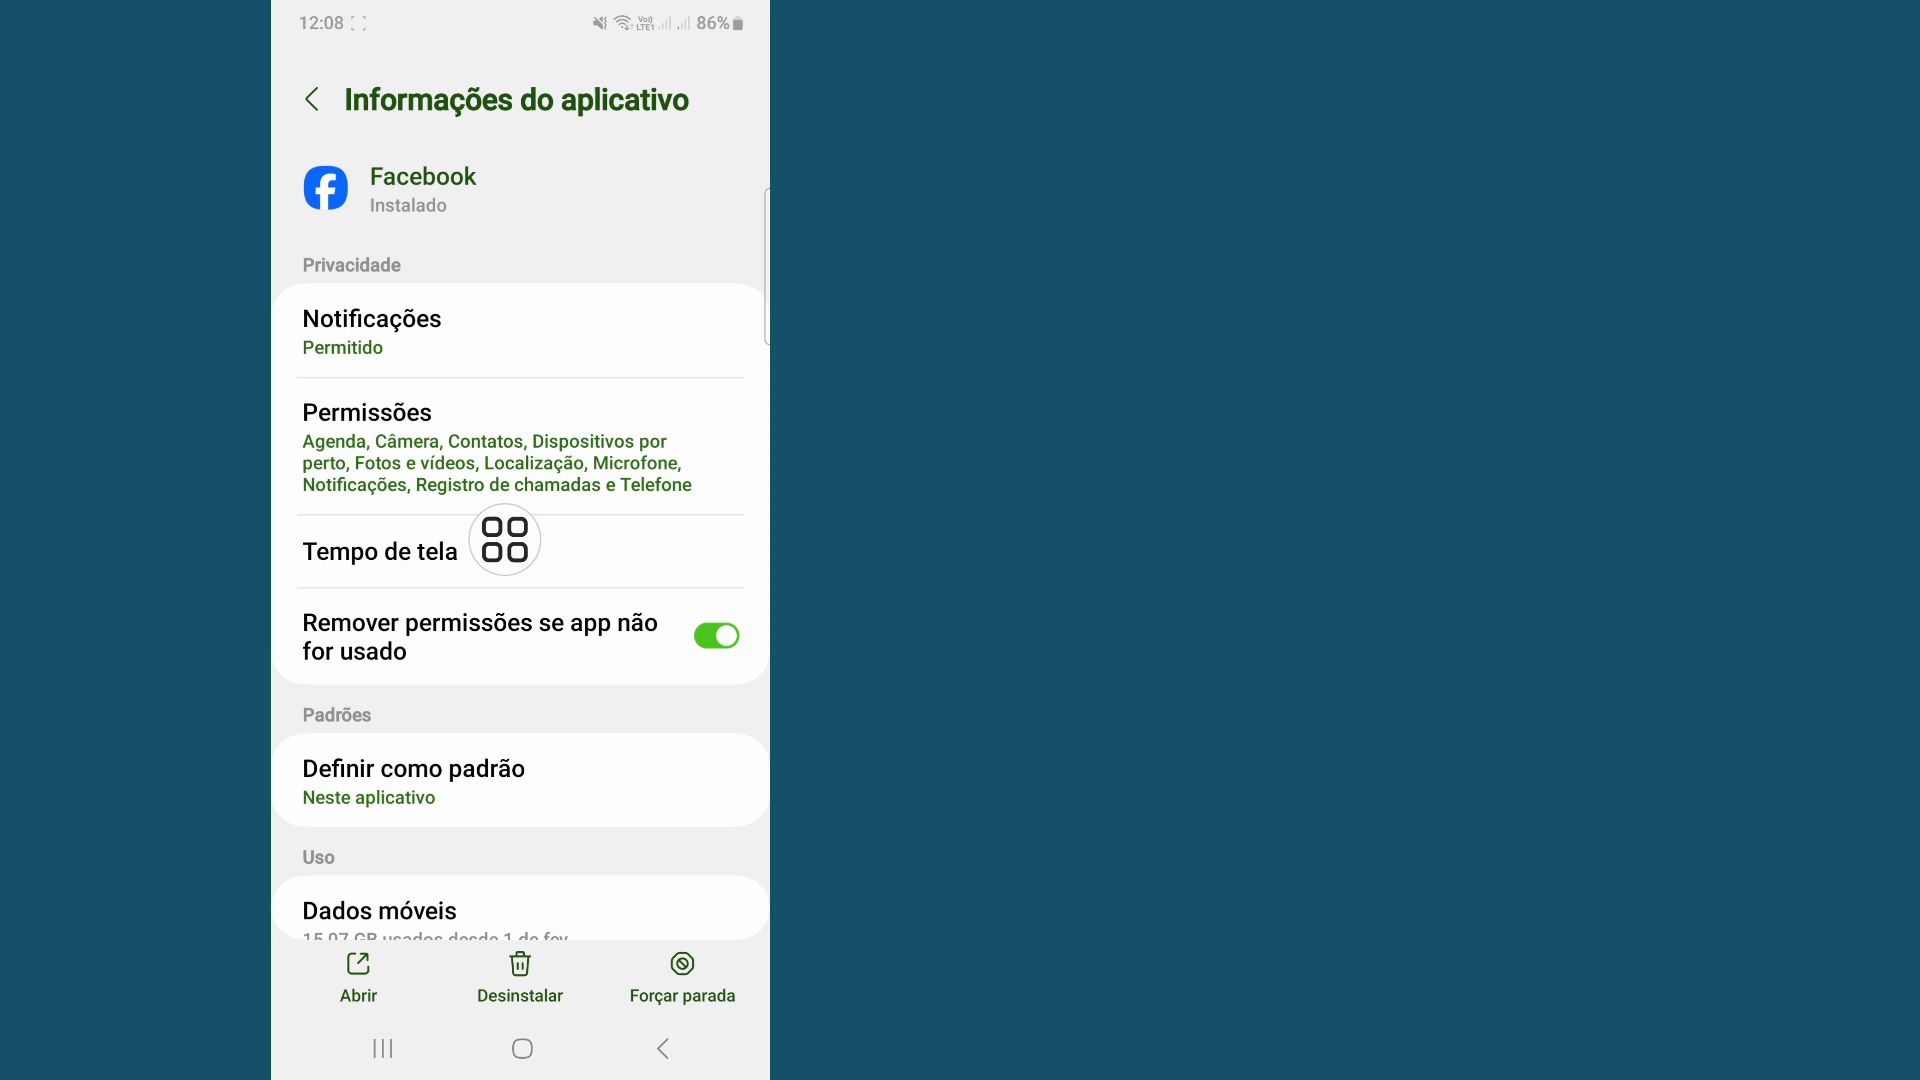 12:08
Vo))
LTE1
86%
Informações do aplicativo
Facebook
Instalado
Privacidade
Notificações
Permitido
Permissões
Agenda, Câmera, Contatos, Dispositivos por
perto, Fotos e vídeos, Localização, Microfone,
Notificações, Registro de chamadas e Telefone
Tempo de tela
Remover permissões se app não
for usado
Padrões
Definir como padrão
Neste aplicativo
Uso
Dados móveis
15,07 GB usados desde 1 de fev
Abrir
Desinstalar
Forçar parada